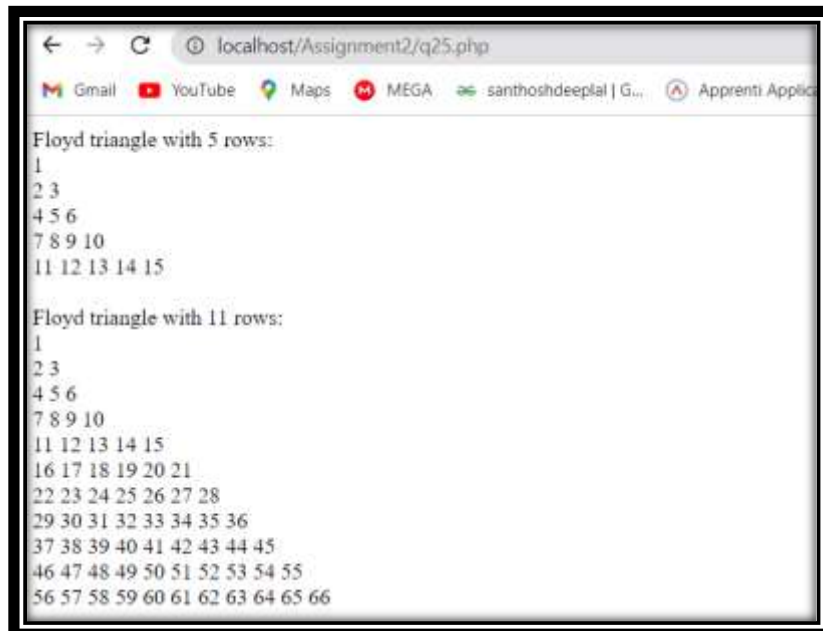 localhost/Assignment2/q25.php
Gmail YouTube Maps MEGA santhoshdeeplal | G... Apprenti Applic
Floyd triangle with 5 rows:
1
2 3
4 5 6
7 8 9 10
11 12 13 14 15
Floyd triangle with 11 rows:
1
2 3
4 5 6
7 8 9 10
11 12 13 14 15
16 17 18 19 20 21
22 23 24 25 26 27 28
29 30 31 32 33 34 35 36
37 38 39 40 41 42 43 44 45
46 47 48 49 50 51 52 53 54 55
56 57 58 59 60 61 62 63 64 65 66